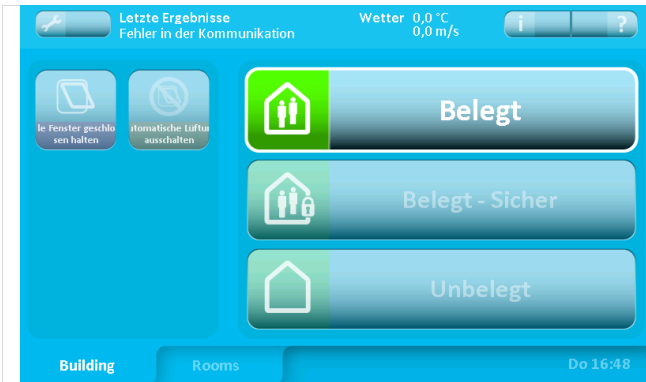 Letzte Ergebnisse
Fehler in der Kommunikation
Wetter 0,0 °C
0,0 m/s
i
?
le Fenster geschlo
sen halten
utomatische Lüftun
ausschalten
Belegt
Belegt - Sicher
Unbelegt
Building
Rooms
Do 16:48